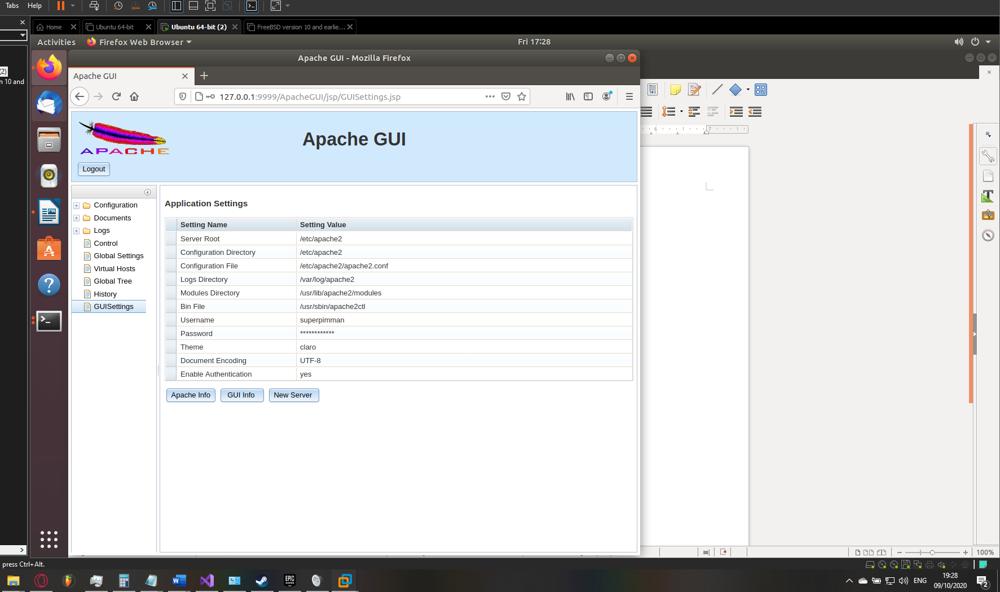 Tabs Help
Home Ubuntu 64-bit Ubuntu 64-bit (2) FreeBSD version 10 and earlie...
Activities Firefox Web Browser Fri 17:28
(2)
n 10 and
Apache GUI - Mozilla Firefox
Apache GUI
127.0.0.1:9999/ApacheGUI/jsp/GUISettings.jsp
APACHE
Apache GUI
Logout
6 7
Configuration
Documents
Logs
Control
Global Settings
Virtual Hosts
Global Tree
History
GUISettings
Application Settings
Setting Name Setting Value
Server Root /etc/apache2
Configuration Directory /etc/apache2
Configuration File /etc/apache2/apache2.conf
Logs Directory /var/log/apache2
Modules Directory /usr/lib/apache2/modules
Bin File /usr/sbin/apache2ctl
Username superpimman
Password ************
Theme claro
Document Encoding UTF-8
Enable Authentication yes
Apache Info GUI Info New Server
100%
press Ctrl+Alt.
EPIC GAMES
ENG
19:28
09/10/2020
2